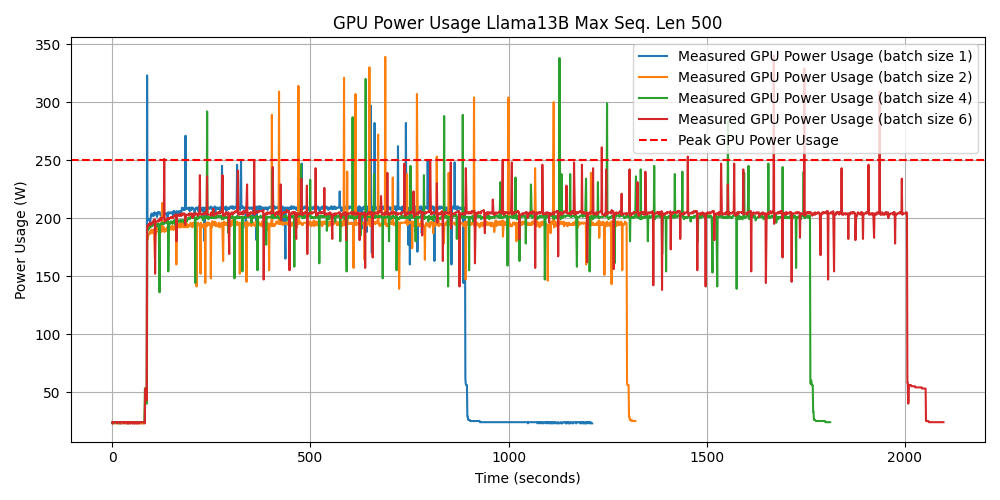 GPU Power Usage Llama13B Max Seq. Len 500
Measured GPU Power Usage (batch size 1)
Measured GPU Power Usage (batch size 2)
Measured GPU Power Usage (batch size 4)
Measured GPU Power Usage (batch size 6)
Peak GPU Power Usage
Power Usage (W)
350
300
250
200
150
100
50
0 500 1000 1500 2000
Time (seconds)